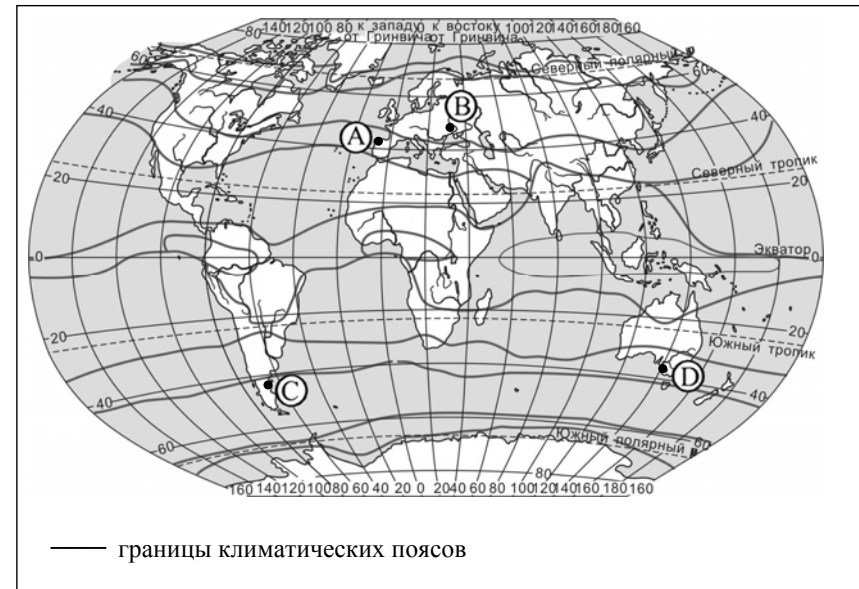 80 140 120 100 80 к западу к востоку 100 120 140 160 180 160
от Гринвича от Гринвича
60 Северный полярный 60
40 B 40
A
Северный тропик
20 20
Экватор
0 0
20 20
Южный тропик
D
C
40 40
60 Южный полярный 60
80
160 140 120 100 80 60 40 20 0 20 40 60 80 100 120 140 160 180 160
границы климатических поясов